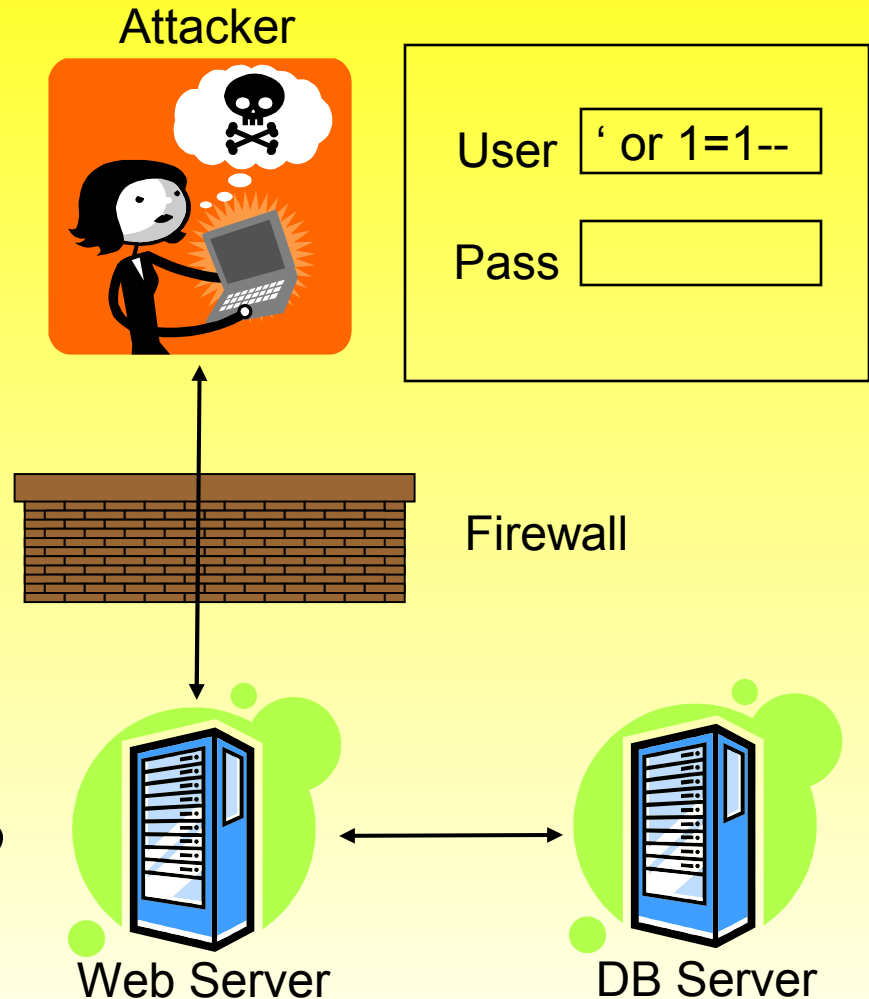 Attacker
User ‘ or 1=1--
Pass
Firewall
)
Web Server
DB Server